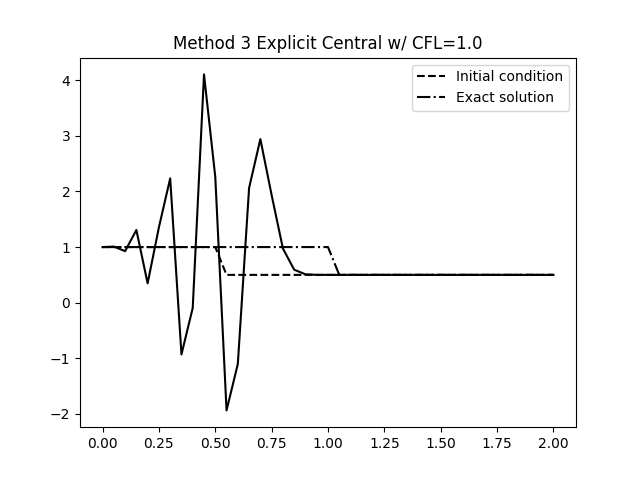 Method 3 Explicit Central w/ CFL=1.0
Initial condition
Exact solution
4
3
2
1
0
−1
−2
0.00 0.25 0.50 0.75 1.00 1.25 1.50 1.75 2.00